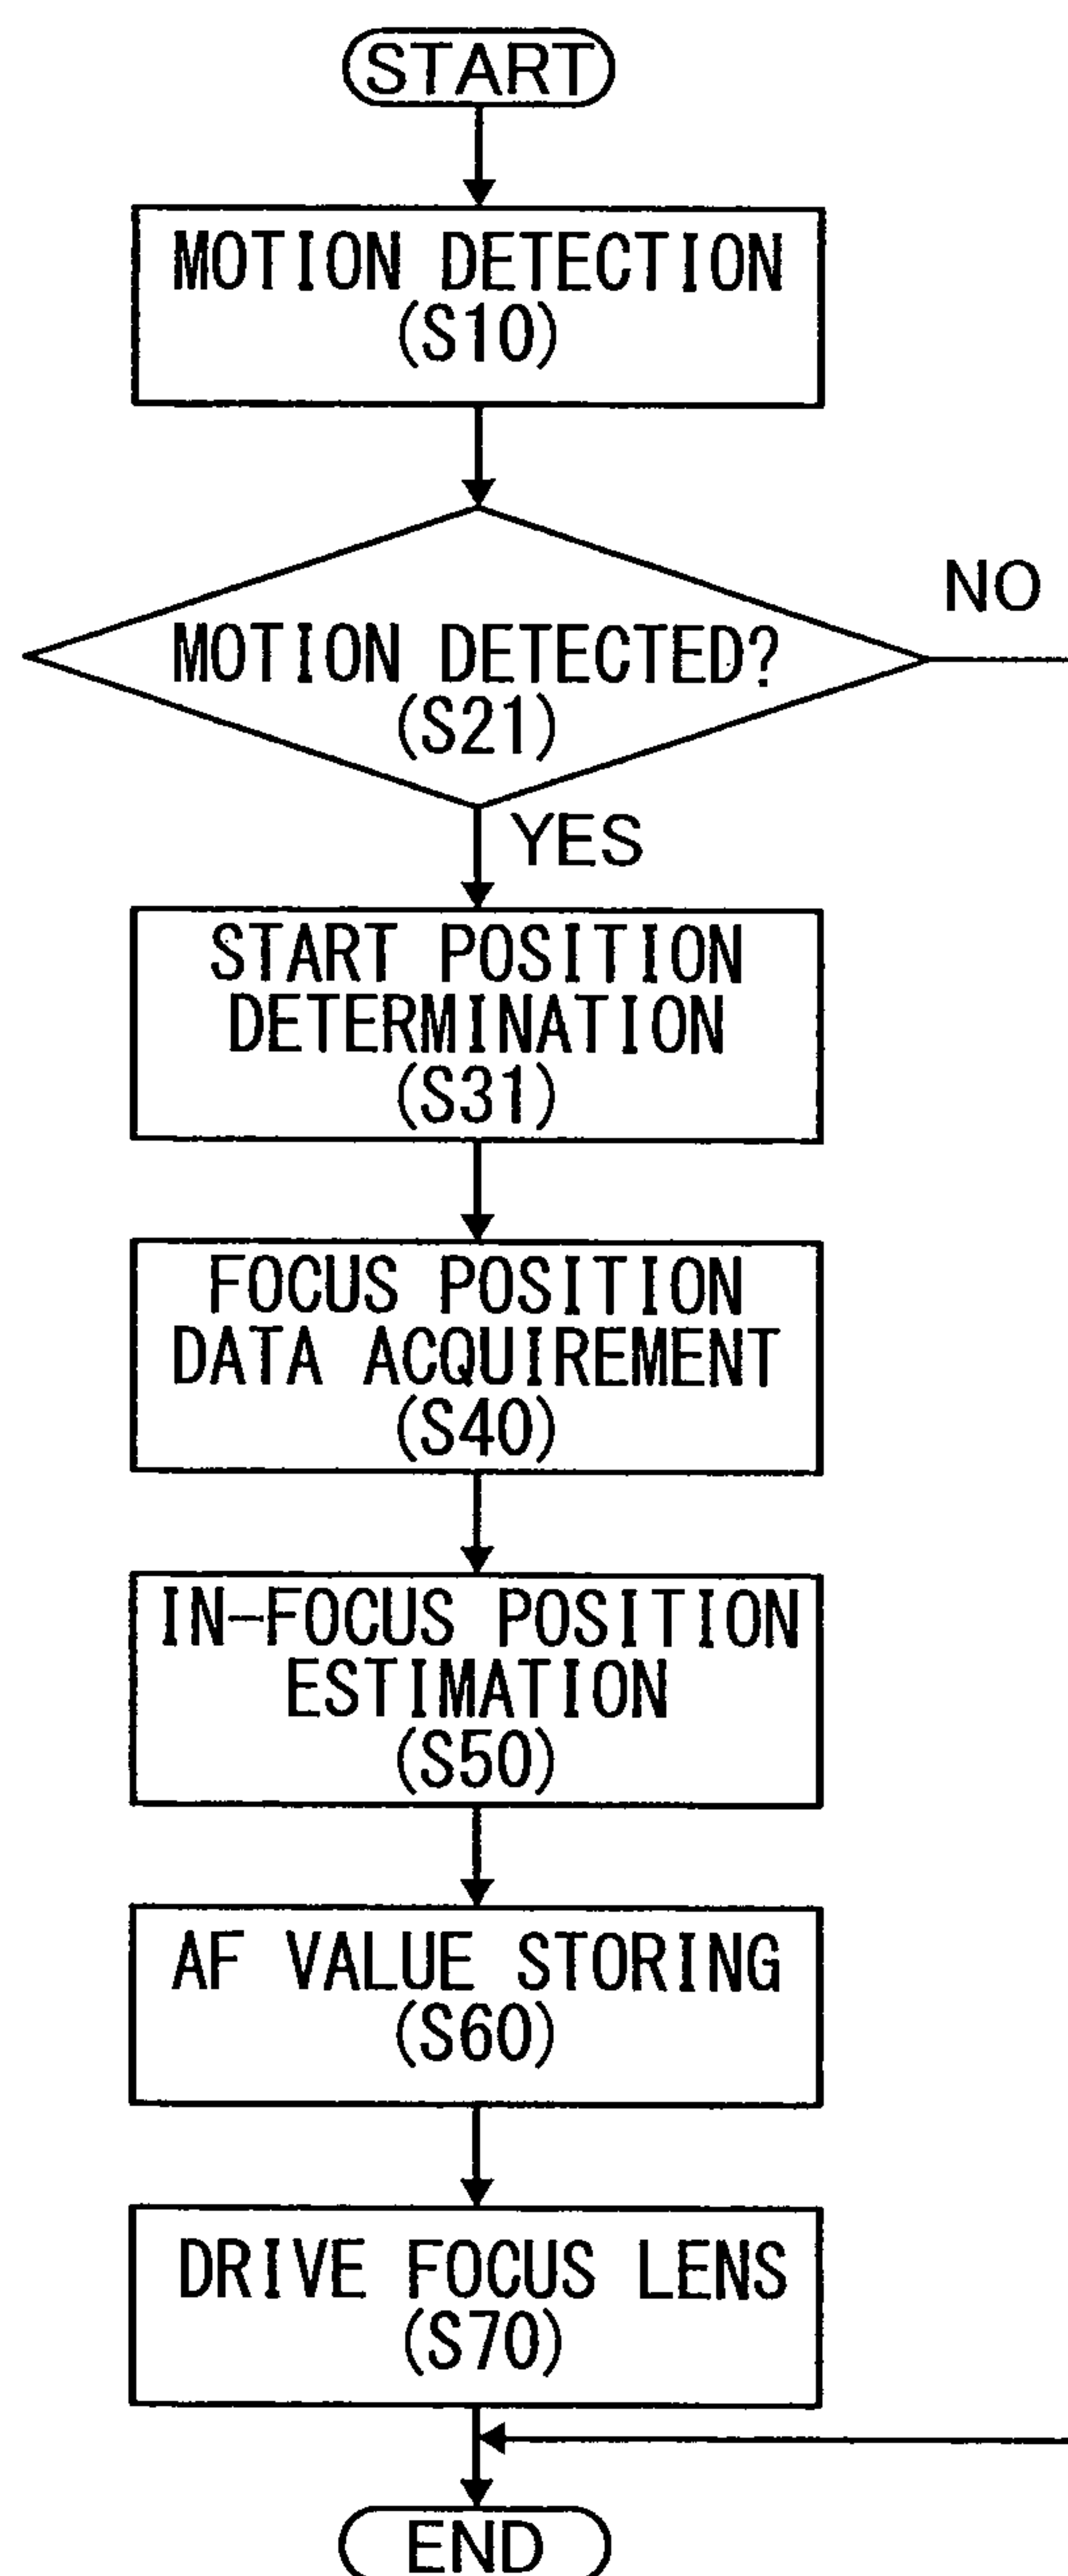 START
MOTION DETECTION
(S10)
NO
MOTION DETECTED?
(S21)
YES
START POSITION
DETERMINATION
(S31)
FOCUS POSITION
DATA ACQUIREMENT
(S40)
IN-FOCUS POSITION
ESTIMATION
(S50)
AF VALUE STORING
(S60)
DRIVE FOCUS LENS
(S70)
END